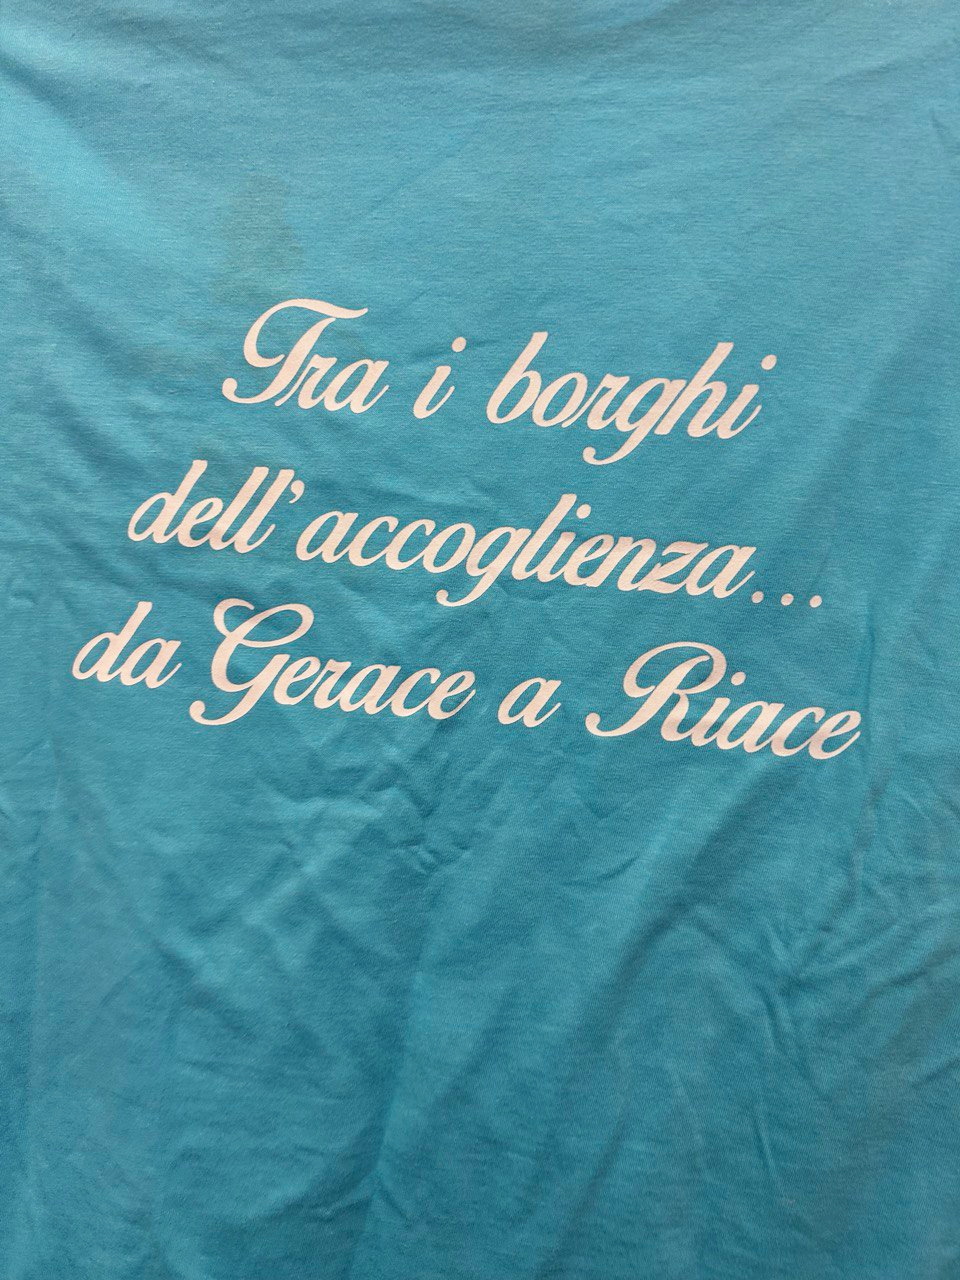 Tra i borghi
dell'accoglienza...
da Gerace a Riace